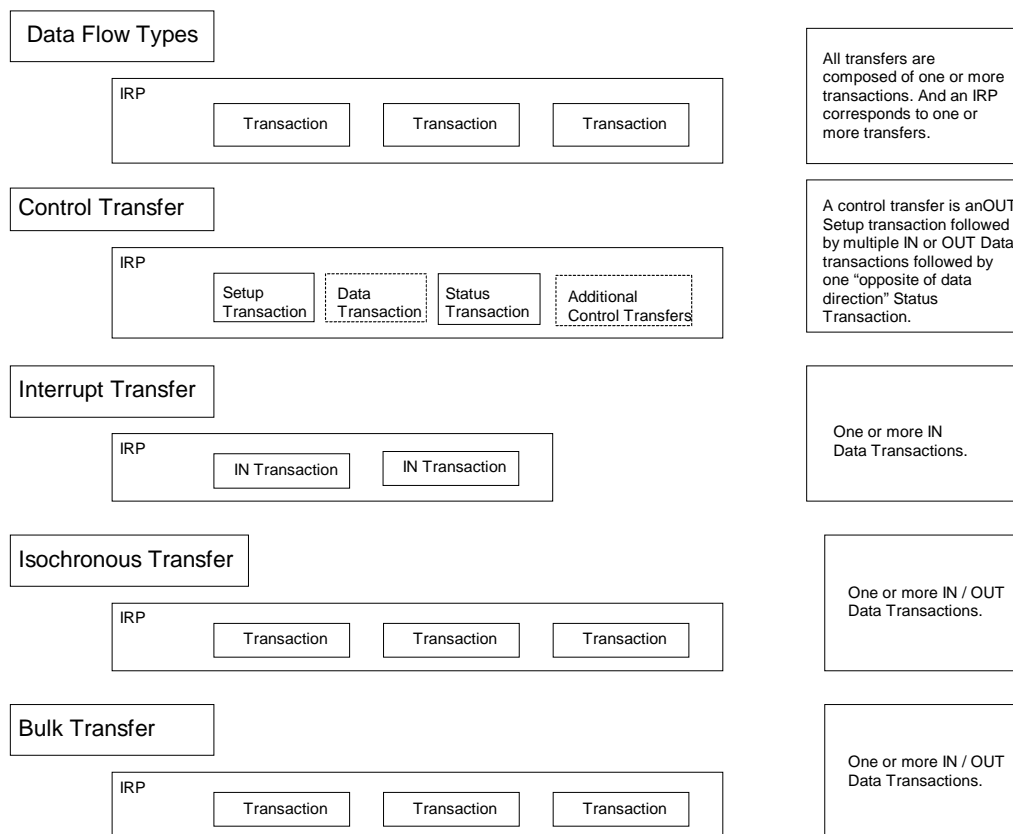 Data Flow Types
IRP
Transaction
Transaction
Transaction
All transfers are
composed of one or more
transactions. And an IRP
corresponds to one or
more transfers.
Control Transfer
IRP
Setup
Transaction
Data
Transaction
Status
Transaction
Additional
Control Transfers
A control transfer is anOUT
Setup transaction followed
by multiple IN or OUT Data
transactions followed by
one “opposite of data
direction” Status
Transaction.
Interrupt Transfer
IRP
IN Transaction
IN Transaction
One or more IN
Data Transactions.
Isochronous Transfer
IRP
Transaction
Transaction
Transaction
One or more IN / OUT
Data Transactions.
Bulk Transfer
IRP
Transaction
Transaction
Transaction
One or more IN / OUT
Data Transactions.